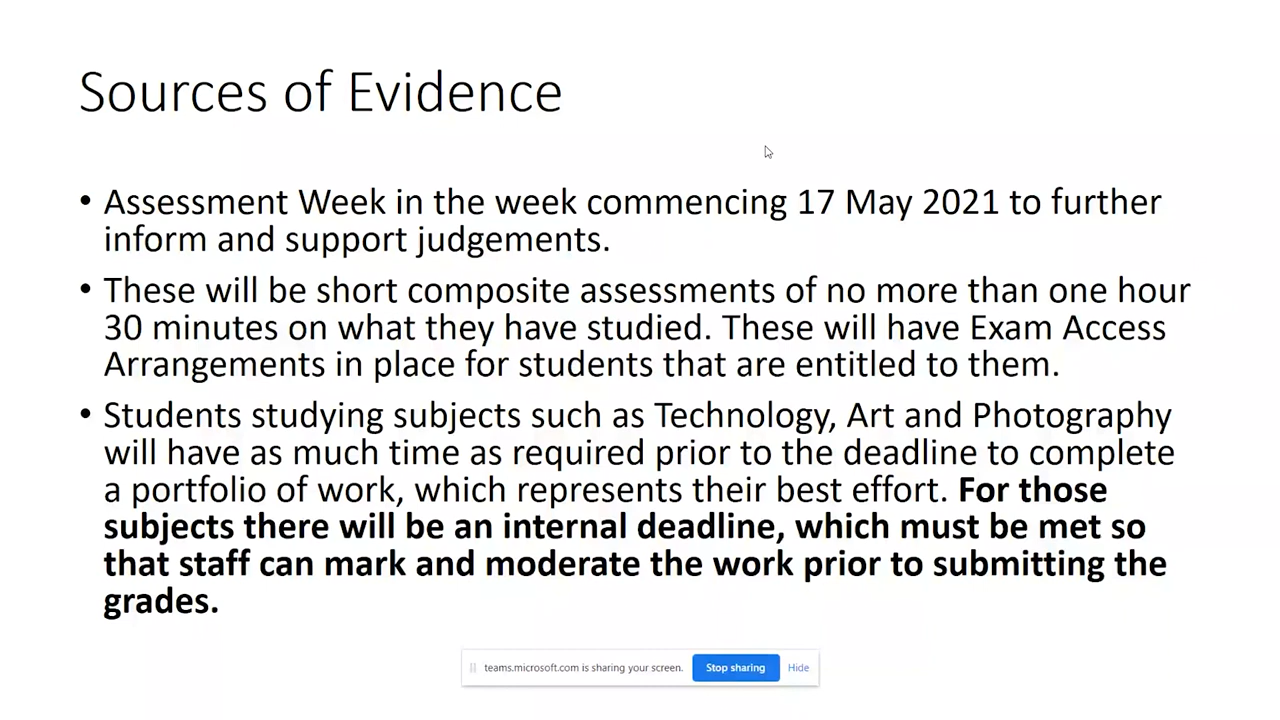 Sources of Evidence
• Assessment Week in the week commencing 17 May 2021 to further
inform and support judgements.
• These will be short composite assessments of no more than one hour
30 minutes on what they have studied. These will have Exam Access
Arrangements in place for students that are entitled to them.
• Students studying subjects such as Technology, Art and Photography
will have as much time as required prior to the deadline to complete
a portfolio of work, which represents their best effort. For those
subjects there will be an internal deadline, which must be met so
that staff can mark and moderate the work prior to submitting the
grades.
teams.microsoft.com is sharing your screen. Stop sharing Hide